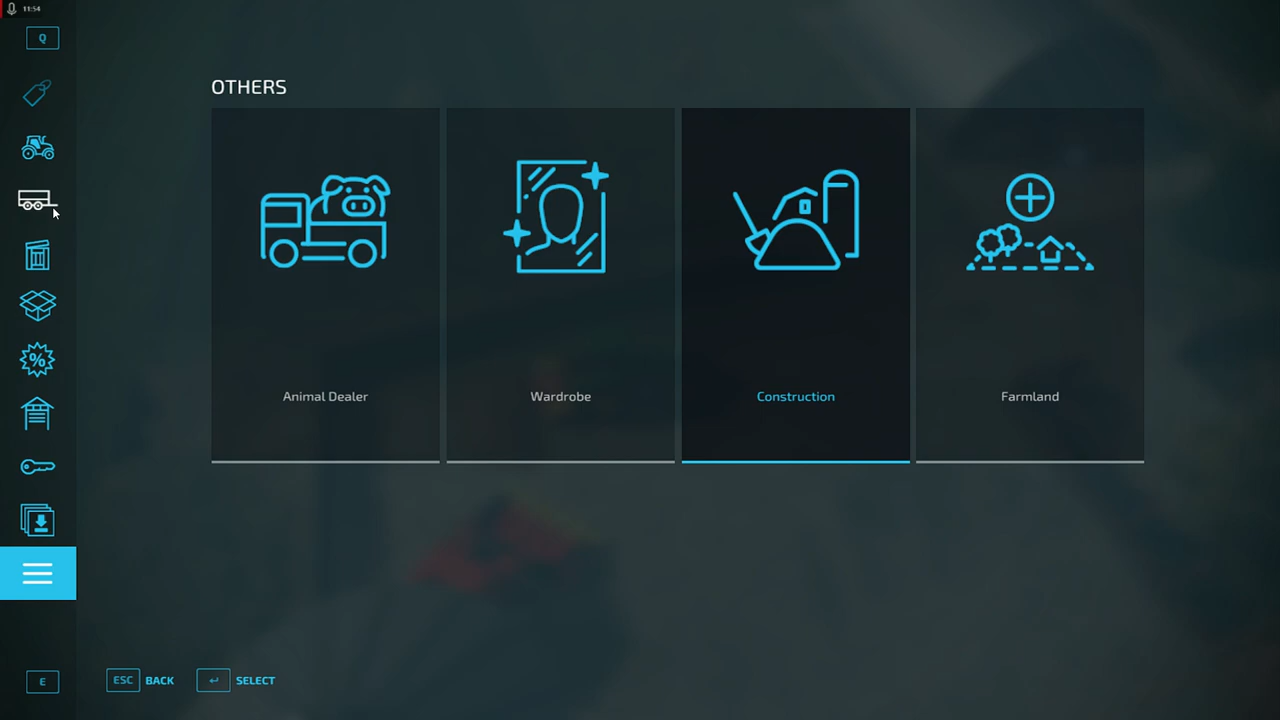 11:54
Q
OTHERS
%
Animal Dealer
Wardrobe
Construction
Farmland
E
ESC BACK
SELECT